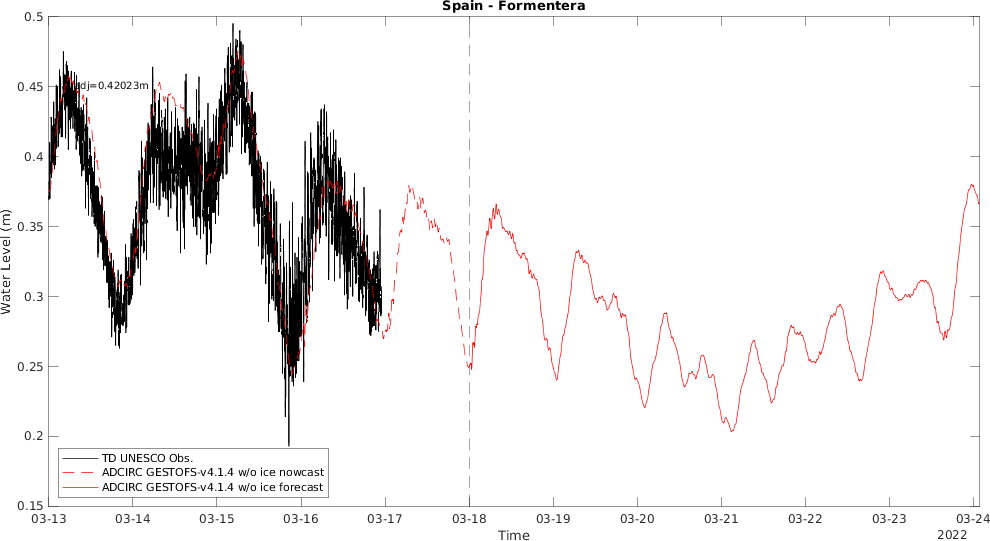 Spain - Formentera
0.5
0.45
0.4
0.35
0.3
0.25
0.2
0.15
Water Level (m)
adj=0.42023m
TD UNESCO Obs.
ADCIRC GESTOFS-v4.1.4 w/o ice nowcast
ADCIRC GESTOFS-v4.1.4 w/o ice forecast
03-13 03-14 03-15 03-16 03-17 03-18 03-19 03-20 03-21 03-22 03-23 03-24
Time
2022